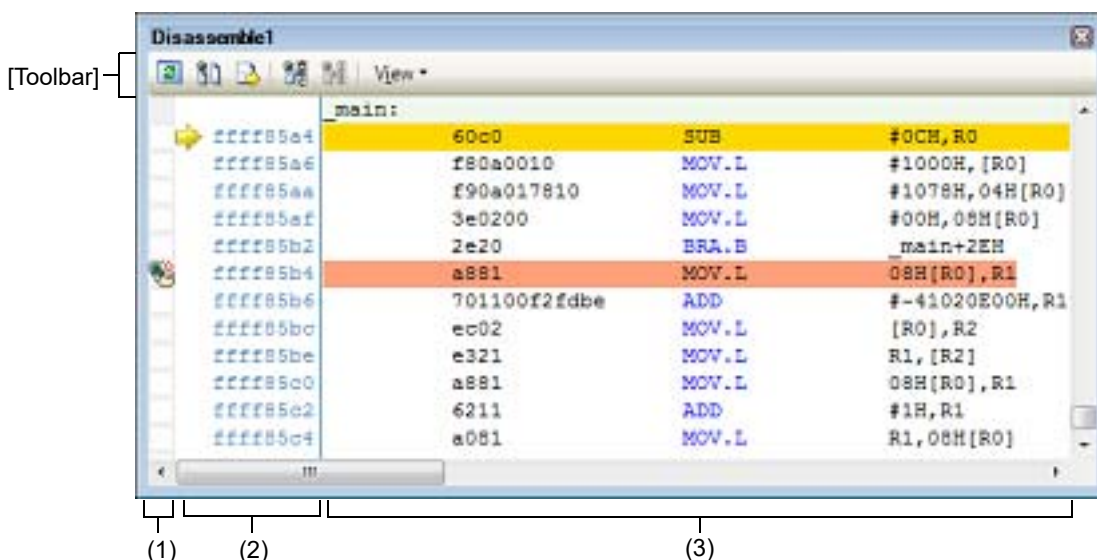 Disassemble1
[Toolbar]
View
_main:
ffff85a4 60c0 SUB #0CH,R0
ffff85a6 f80a0010 MOV.L #1000H,[R0]
ffff85aa f90a017810 MOV.L #1078H,04H[R0]
ffff85af 3e0200 MOV.L #00H,08H[R0]
ffff85b2 2e20 BRA.B _main+2EH
ffff85b4 a881 MOV.L 08H[R0],R1
ffff85b6 701100f2fdbe ADD #-41020E00H,R1
ffff85bc ec02 MOV.L [R0],R2
ffff85be e321 MOV.L R1,[R2]
ffff85c0 a881 MOV.L 08H[R0],R1
ffff85c2 6211 ADD #1H,R1
ffff85c4 a081 MOV.L R1,08H[R0]
(1) (2) (3)